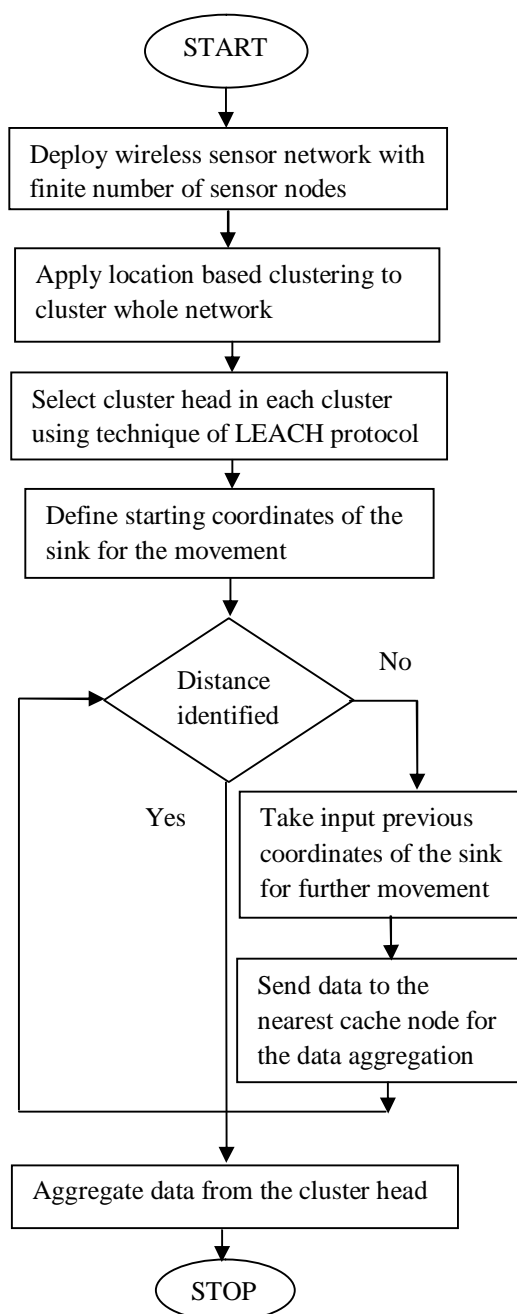 START
Deploy wireless sensor network with
finite number of sensor nodes
Apply location based clustering to
cluster whole network
Select cluster head in each cluster
using technique of LEACH protocol
Define starting coordinates of the
sink for the movement
Distance
identified
No
Yes
Take input previous
coordinates of the sink
for further movement
Send data to the
nearest cache node for
the data aggregation
Aggregate data from the cluster head
STOP